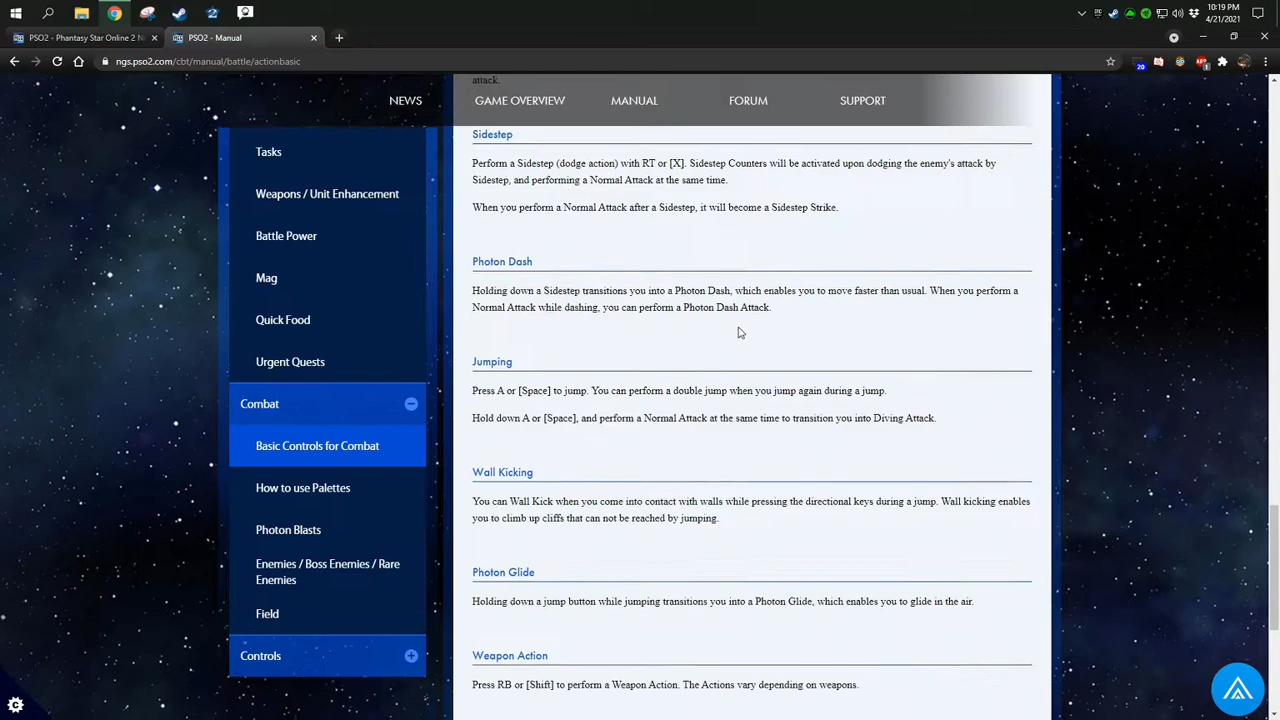 10:19 PM
4/21/2021
PSO2 - Phantasy Star Online 2 N
PSO2 - Manual
ngs.pso2.com/cbt/manual/battle/actionbasic
20
1
NEWS
GAME OVERVIEW
MANUAL
FORUM
SUPPORT
Tasks
Weapons / Unit Enhancement
Battle Power
Mag
Quick Food
Urgent Quests
Combat
Basic Controls for Combat
How to use Palettes
Photon Blasts
Enemies / Boss Enemies / Rare
Enemies
Field
Controls
attack.
Sidestep
Perform a Sidestep (dodge action) with RT or [X]. Sidestep Counters will be activated upon dodging the enemy's attack by
Sidestep, and performing a Normal Attack at the same time.
When you perform a Normal Attack after a Sidestep, it will become a Sidestep Strike.
Photon Dash
Holding down a Sidestep transitions you into a Photon Dash, which enables you to move faster than usual. When you perform a
Normal Attack while dashing, you can perform a Photon Dash Attack.
Jumping
Press A or [Space] to jump. You can perform a double jump when you jump again during a jump.
Hold down A or [Space], and perform a Normal Attack at the same time to transition you into Diving Attack.
Wall Kicking
You can Wall Kick when you come into contact with walls while pressing the directional keys during a jump. Wall kicking enables
you to climb up cliffs that can not be reached by jumping.
Photon Glide
Holding down a jump button while jumping transitions you into a Photon Glide, which enables you to glide in the air.
Weapon Action
Press RB or [Shift] to perform a Weapon Action. The Actions vary depending on weapons.